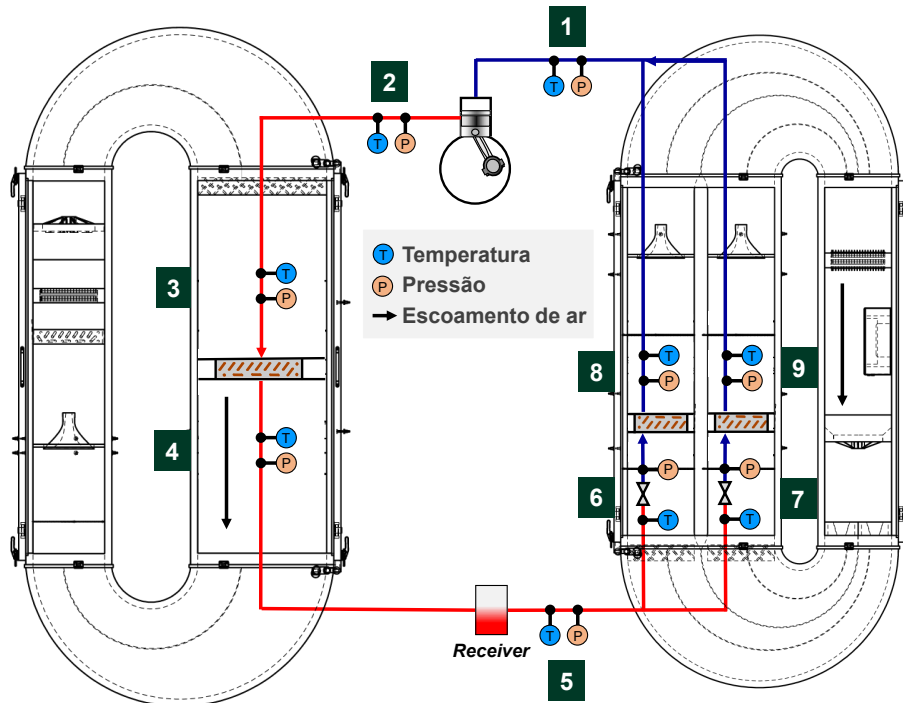 1
T
P
2
T
P
T Temperatura
P Pressão
Escoamento de ar
3
T
P
4
T
P
8
T
P
T
P
9
6
P
T
P
T
7
Receiver
T
P
5